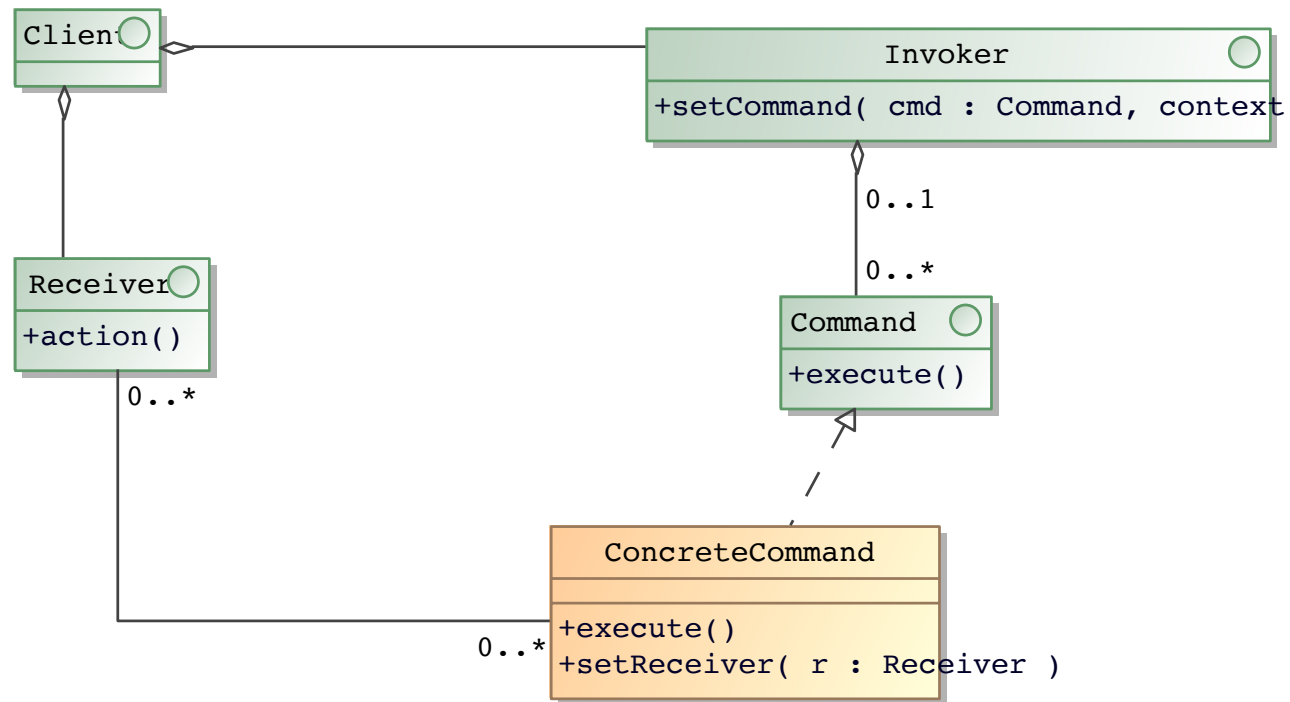 Client
Invoker
+setCommand( cmd : Command, context
0..1
0..*
Receiver
+action()
Command
+execute()
0..*
ConcreteCommand
0..*
+execute()
+setReceiver( r : Receiver )